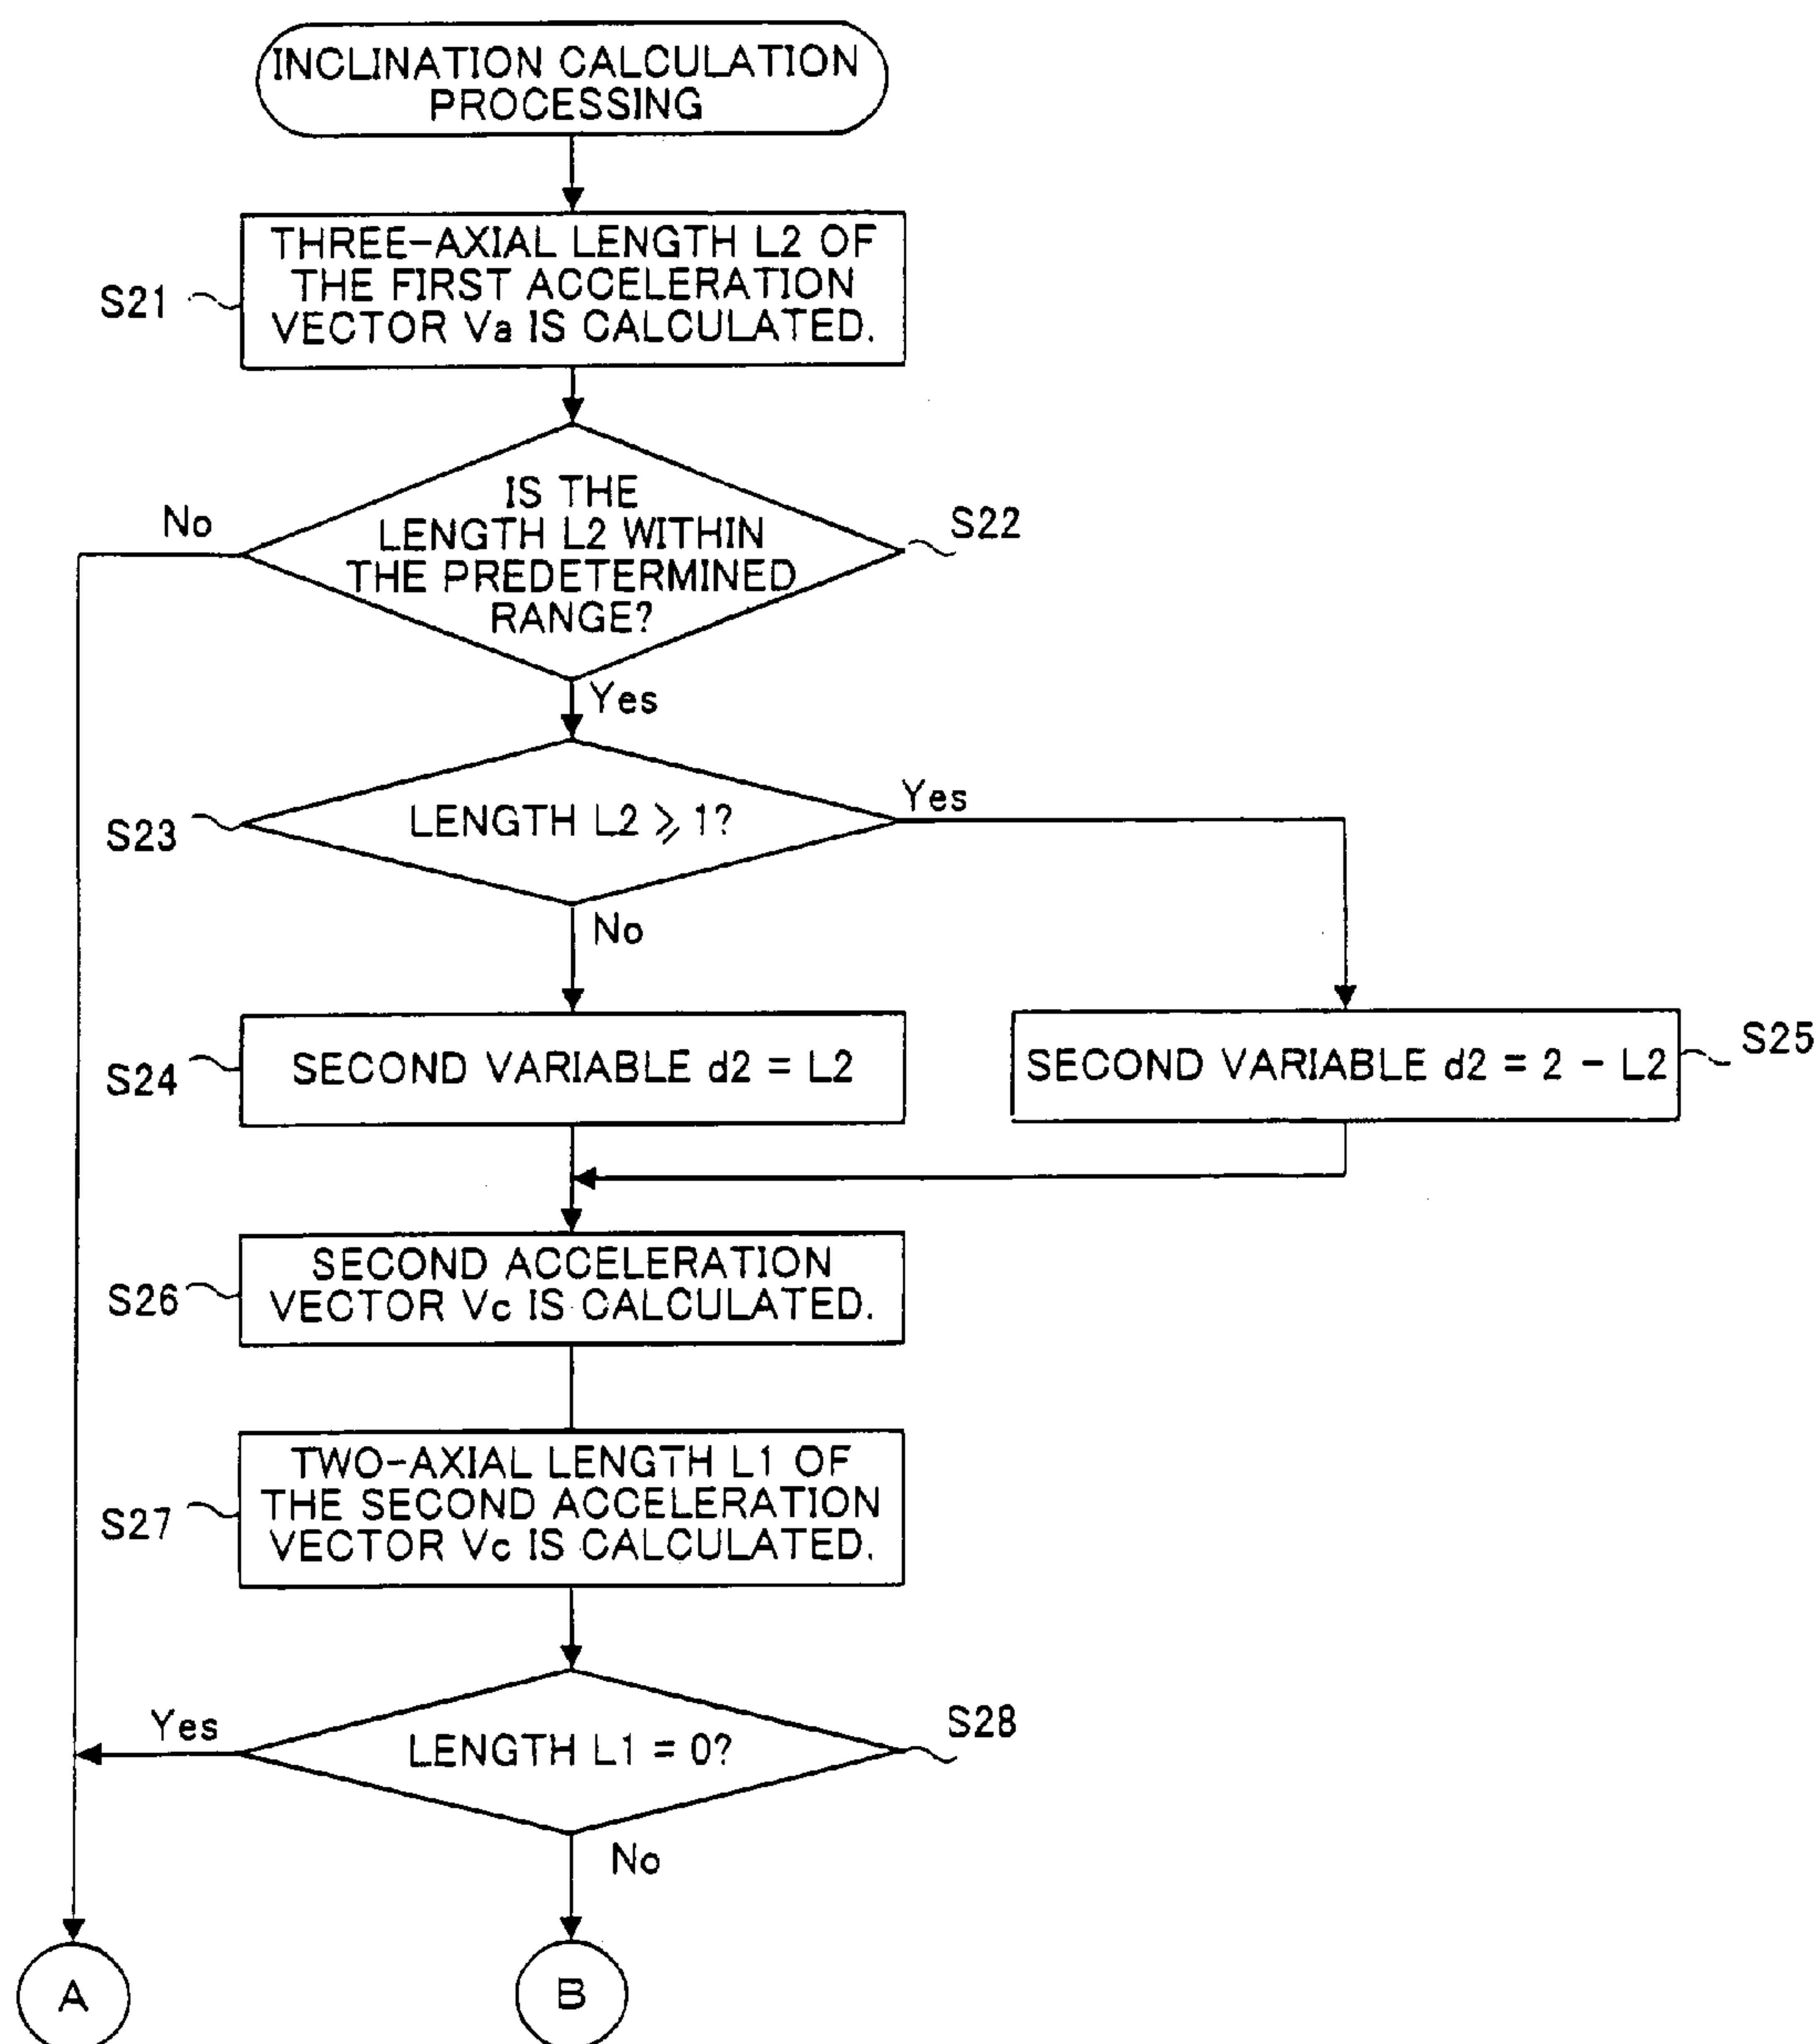 INCLINATION CALCULATION
PROCESSING
S21
THREE-AXIAL LENGTH L2 OF
THE FIRST ACCELERATION
VECTOR Va IS CALCULATED.
No
IS THE
LENGTH L2 WITHIN
THE PREDETERMINED
RANGE?
S22
Yes
S23
LENGTH L2 ⩾ 1?
Yes
No
S24
SECOND VARIABLE d2 = L2
SECOND VARIABLE d2 = 2 - L2
S25
S26
SECOND ACCELERATION
VECTOR Vc IS CALCULATED.
S27
TWO-AXIAL LENGTH L1 OF
THE SECOND ACCELERATION
VECTOR Vc IS CALCULATED.
Yes
LENGTH L1 = 0?
S28
No
A
B